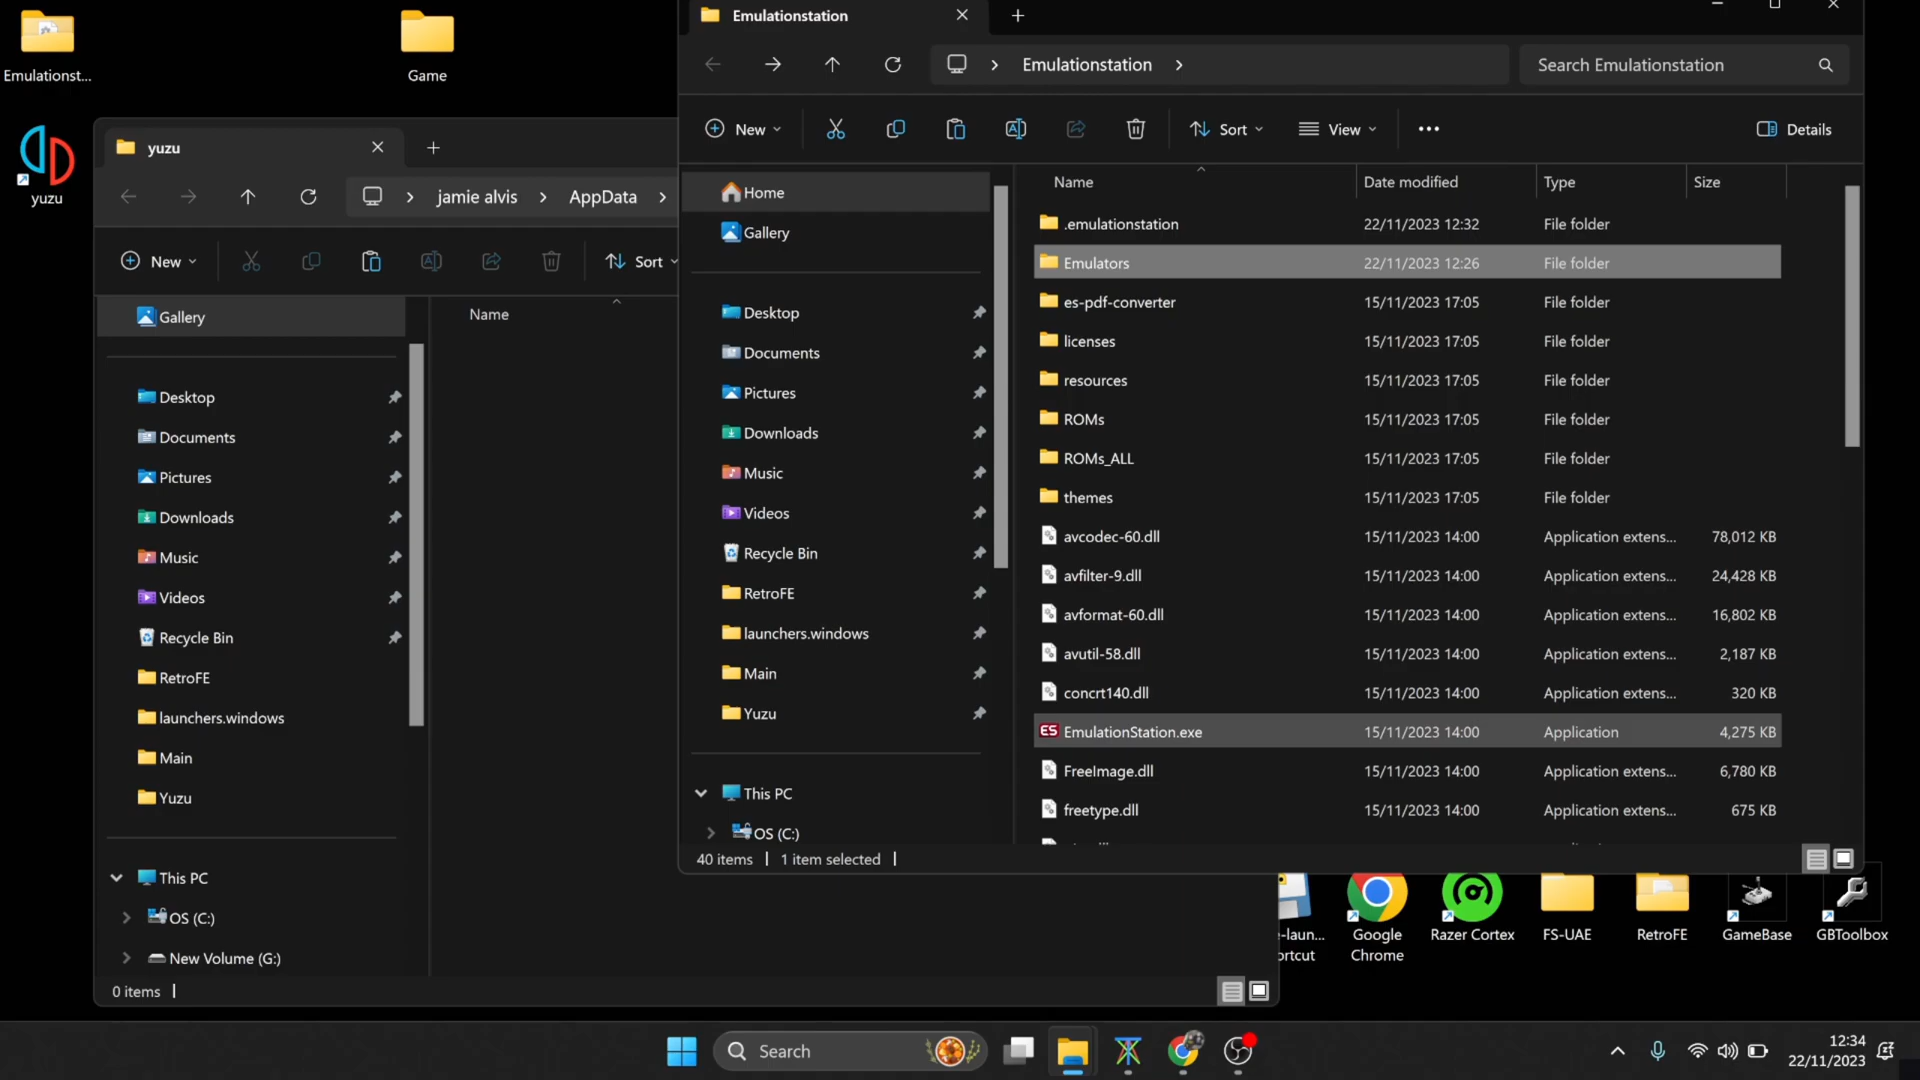 Emulationst...
Game
yuzu
yuzu
jamie alvis
AppData
New
Sort
Gallery
Name
Desktop
Documents
Pictures
Downloads
Music
Videos
Recycle Bin
RetroFE
launchers.windows
Main
Yuzu
This PC
OS (C:)
New Volume (G:)
0 items
Emulationstation
Emulationstation
Search Emulationstation
New
Sort
View
Details
Home
Gallery
Desktop
Documents
Pictures
Downloads
Music
Videos
Recycle Bin
RetroFE
launchers.windows
Main
Yuzu
This PC
OS (C:)
Name Date modified Type Size
.emulationstation 22/11/2023 12:32 File folder
Emulators 22/11/2023 12:26 File folder
es-pdf-converter 15/11/2023 17:05 File folder
licenses 15/11/2023 17:05 File folder
resources 15/11/2023 17:05 File folder
ROMs 15/11/2023 17:05 File folder
ROMs_ALL 15/11/2023 17:05 File folder
themes 15/11/2023 17:05 File folder
avcodec-60.dll 15/11/2023 14:00 Application extens... 78,012 KB
avfilter-9.dll 15/11/2023 14:00 Application extens... 24,428 KB
avformat-60.dll 15/11/2023 14:00 Application extens... 16,802 KB
avutil-58.dll 15/11/2023 14:00 Application extens... 2,187 KB
concrt140.dll 15/11/2023 14:00 Application extens... 320 KB
ES EmulationStation.exe 15/11/2023 14:00 Application 4,275 KB
FreeImage.dll 15/11/2023 14:00 Application extens... 6,780 KB
freetype.dll 15/11/2023 14:00 Application extens... 675 KB
40 items 1 item selected
e-laun...
ortcut
Google
Chrome
Razer Cortex
FS-UAE
RetroFE
GameBase
GBToolbox
Search
12:34
22/11/2023